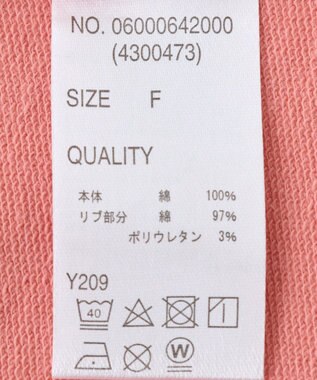 NO. 06000642000
(4300473)
SIZE F
QUALITY
本体 綿 100%
リブ部分 綿 97%
ポリウレタン 3%
Y209
40
W